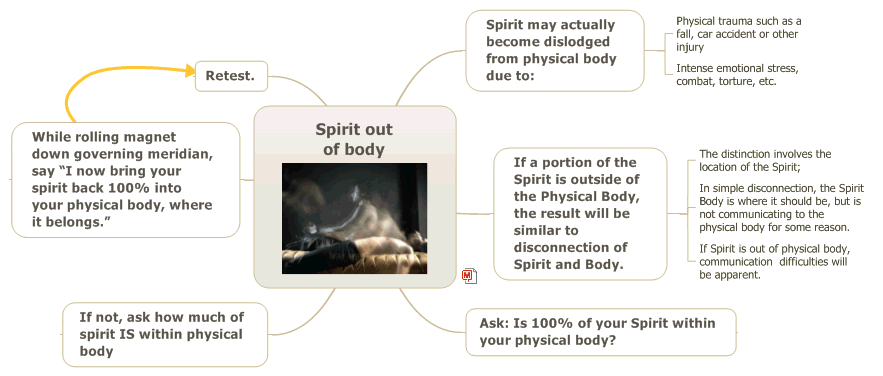 Spirit out
of body
Spirit may actually
become dislodged
from physical body
due to:
Physical trauma such as a
fall, car accident or other
injury
Intense emotional stress,
combat, torture, etc.
If a portion of the
Spirit is outside of
the Physical Body,
the result will be
similar to
disconnection of
Spirit and Body.
The distinction involves the
location of the Spirit;
In simple disconnection, the Spirit
Body is where it should be, but is
not communicating to the
physical body for some reason.
If Spirit is out of physical body,
communication difficulties will
be apparent.
Ask: Is 100% of your Spirit within
your physical body?
If not, ask how much of
spirit IS within physical
body
While rolling magnet
down governing meridian,
say “I now bring your
spirit back 100% into
your physical body, where
it belongs.”
Retest.
M